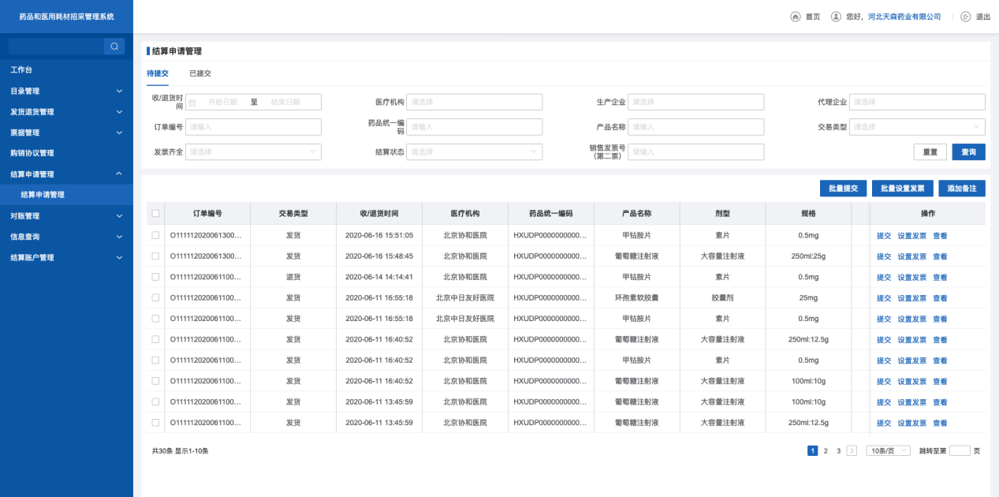 药品和医用耗材招采管理系统
首页 您好，河北天森药业有限公司 退出
工作台
目录管理
发货退货管理
票据管理
购销协议管理
结算申请管理
结算申请管理
对账管理
信息查询
结算账户管理
结算申请管理
待提交 已提交
收/退货时间 开始日期 至 结束日期 医疗机构 请选择 生产企业 请选择 代理企业 请选择
订单编号 请输入 药品统一编码 请输入 产品名称 请输入 交易类型 请选择
发票齐全 请选择 结算状态 请选择 销售发票号（第二票） 请输入 重置 查询
批量提交 批量设置发票 添加备注
订单编号 交易类型 收/退货时间 医疗机构 药品统一编码 产品名称 剂型 规格 操作
O1111112020061300... 发货 2020-06-16 15:51:05 北京协和医院 HXUDP0000000000... 甲钴胺片 素片 0.5mg 提交 设置发票 查看
O1111112020061300... 发货 2020-06-16 15:48:45 北京协和医院 HXUDP0000000000... 葡萄糖注射液 大容量注射液 250ml:25g 提交 设置发票 查看
O1111112020061100... 退货 2020-06-14 14:14:41 北京协和医院 HXUDP0000000000... 甲钴胺片 素片 0.5mg 提交 设置发票 查看
O1111112020061100... 发货 2020-06-11 16:55:18 北京中日友好医院 HXUDP0000000000... 环孢素软胶囊 胶囊剂 25mg 提交 设置发票 查看
O1111112020061100... 发货 2020-06-11 16:55:18 北京中日友好医院 HXUDP0000000000... 甲钴胺片 素片 0.5mg 提交 设置发票 查看
O1111112020061100... 发货 2020-06-11 16:40:52 北京协和医院 HXUDP0000000000... 葡萄糖注射液 大容量注射液 250ml:12.5g 提交 设置发票 查看
O1111112020061100... 发货 2020-06-11 16:40:52 北京协和医院 HXUDP0000000000... 甲钴胺片 素片 0.5mg 提交 设置发票 查看
O1111112020061100... 发货 2020-06-11 16:40:52 北京协和医院 HXUDP0000000000... 葡萄糖注射液 大容量注射液 100ml:10g 提交 设置发票 查看
O1111112020061100... 发货 2020-06-11 13:45:59 北京协和医院 HXUDP0000000000... 葡萄糖注射液 大容量注射液 100ml:10g 提交 设置发票 查看
O1111112020061100... 发货 2020-06-11 13:45:59 北京协和医院 HXUDP0000000000... 葡萄糖注射液 大容量注射液 250ml:12.5g 提交 设置发票 查看
共30条 显示1-10条 1 2 3 > 10条/页 跳转至第 页